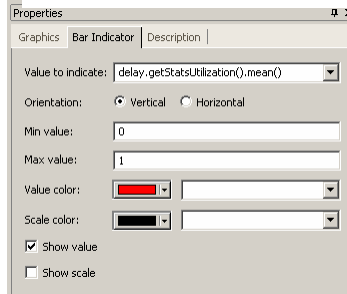 Properties
Graphics Bar Indicator Description
Value to indicate: delay.getStatsUtilization().mean()
Orientation: Vertical Horizontal
Min value: 0
Max value: 1
Value color:
Scale color:
Show value
Show scale